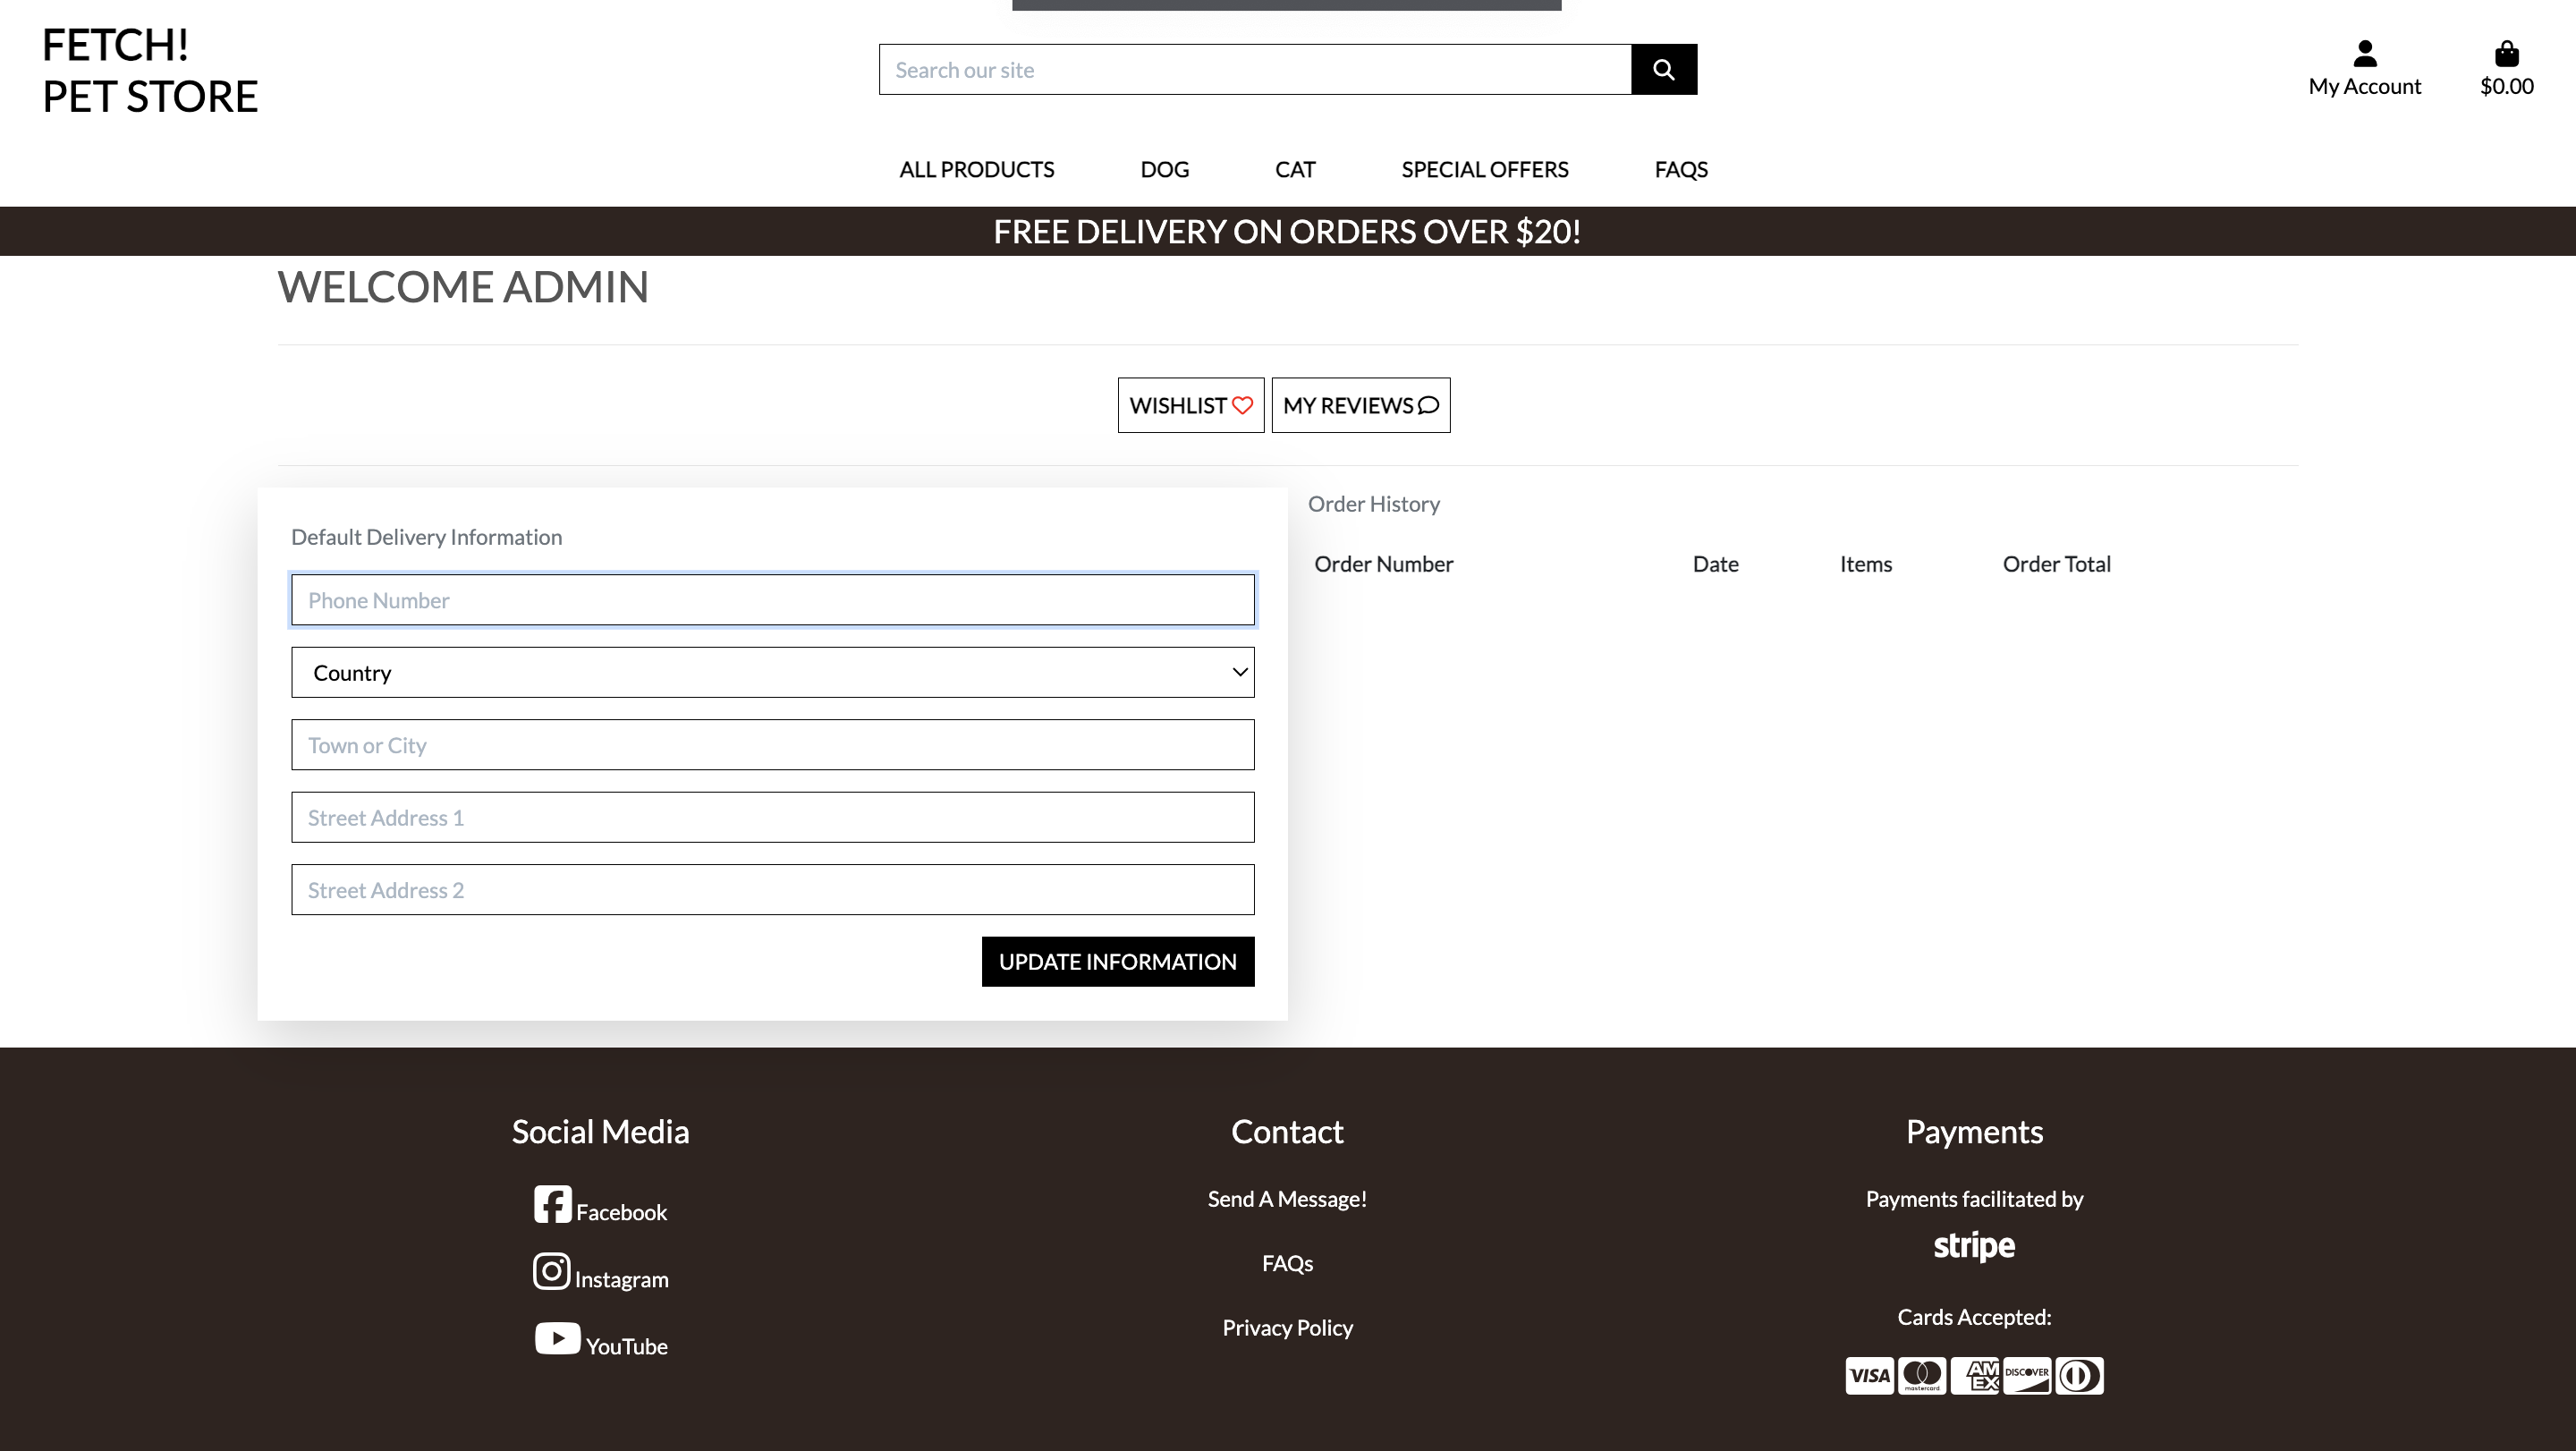 FETCH!
PET STORE
Search our site
My Account
$0.00
ALL PRODUCTS DOG CAT SPECIAL OFFERS FAQS
FREE DELIVERY ON ORDERS OVER $20!
WELCOME ADMIN
WISHLIST MY REVIEWS
Default Delivery Information
Phone Number
Country
Town or City
Street Address 1
Street Address 2
UPDATE INFORMATION
Order History
Order Number Date Items Order Total
Social Media
Facebook
Instagram
YouTube
Contact
Send A Message!
FAQs
Privacy Policy
Payments
Payments facilitated by
stripe
Cards Accepted:
VISA mastercard AM EX DISCOVER